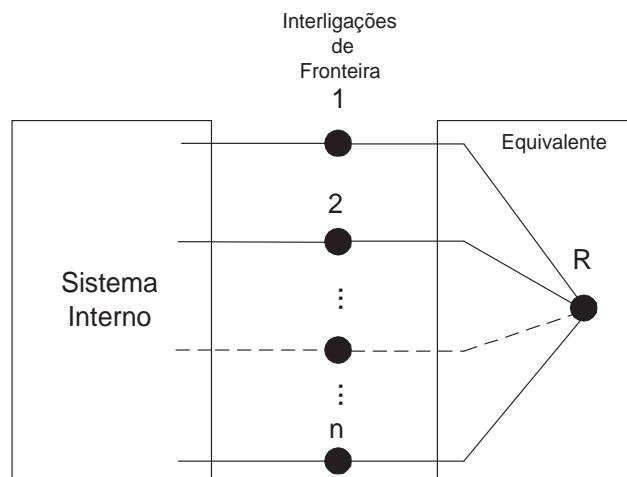 Interligações
de
Fronteira
1
Equivalente
2
R
Sistema
Interno
...
...
n